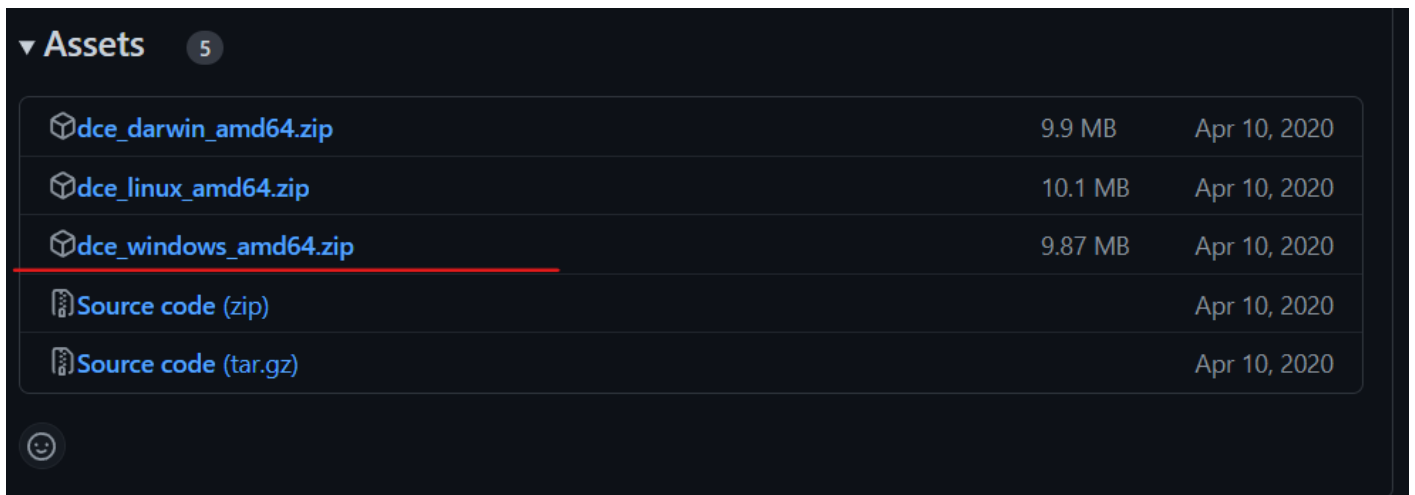 Assets 5
dce_darwin_amd64.zip 9.9 MB Apr 10, 2020
dce_linux_amd64.zip 10.1 MB Apr 10, 2020
dce_windows_amd64.zip 9.87 MB Apr 10, 2020
Source code (zip) Apr 10, 2020
Source code (tar.gz) Apr 10, 2020